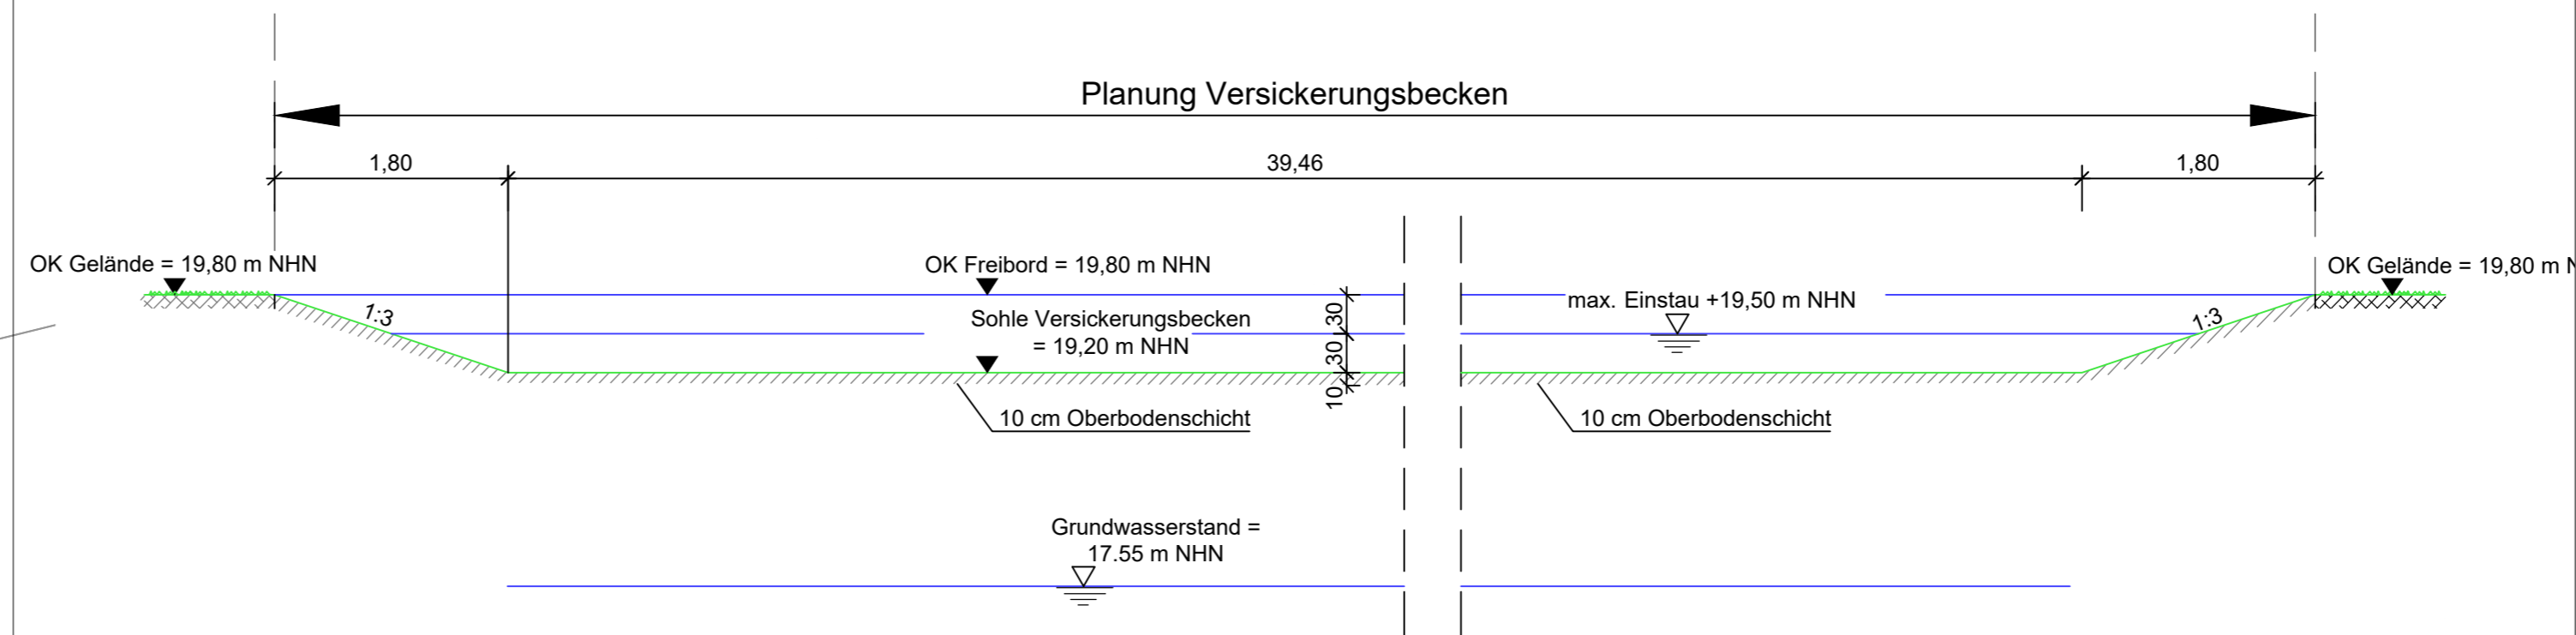 Planung Versickerungsbecken
1,80
39,46
1,80
OK Gelände = 19,80 m NHN
OK Freibord = 19,80 m NHN
OK Gelände = 19,80 m N
1:3
30
max. Einstau +19,50 m NHN
1:3
Sohle Versickerungsbecken
= 19,20 m NHN
30
10
10 cm Oberbodenschicht
10 cm Oberbodenschicht
Grundwasserstand =
17.55 m NHN